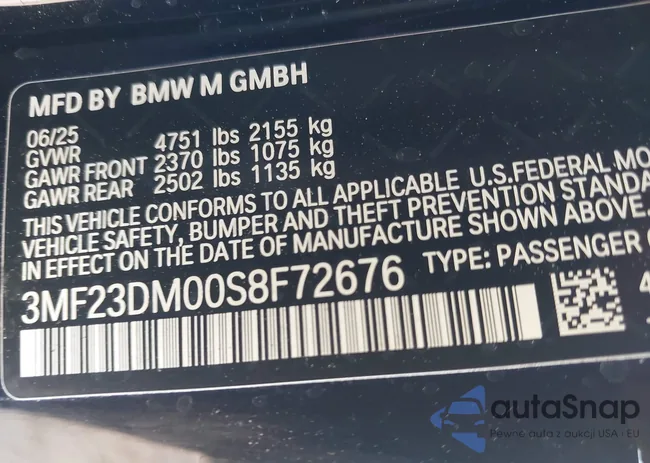 MFD BY BMW M GMBH
06/25
GVWR 4751 lbs 2155 kg
GAWR FRONT 2370 lbs 1075 kg
GAWR REAR 2502 lbs 1135 kg
THIS VEHICLE CONFORMS TO ALL APPLICABLE U.S.FEDERAL MO
VEHICLE SAFETY, BUMPER AND THEFT PREVENTION STANDA
IN EFFECT ON THE DATE OF MANUFACTURE SHOWN ABOVE.
3MF23DM00S8F72676 TYPE: PASSENGER
4
autaSnap
Pewne auta z aukcji USA · EU